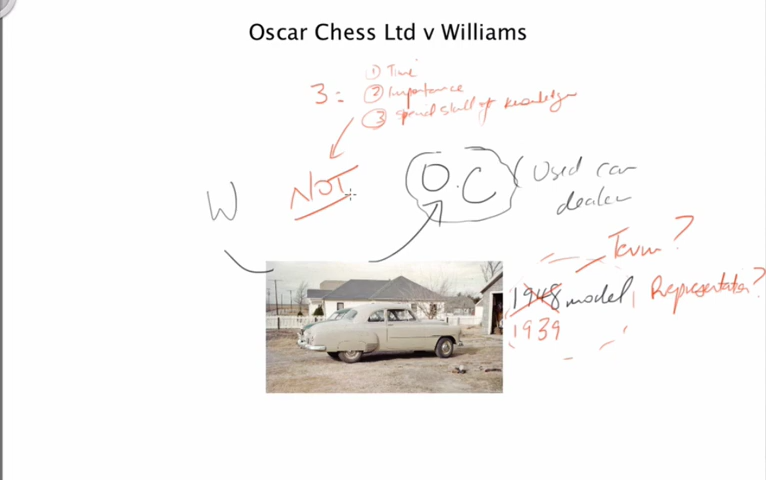 Oscar Chess Ltd v Williams
① Time
3 = ② Importance
③ Special skill of knowledge
W NOT O.C (Used car
dealer
Term?
1948 model, Representation?
1939